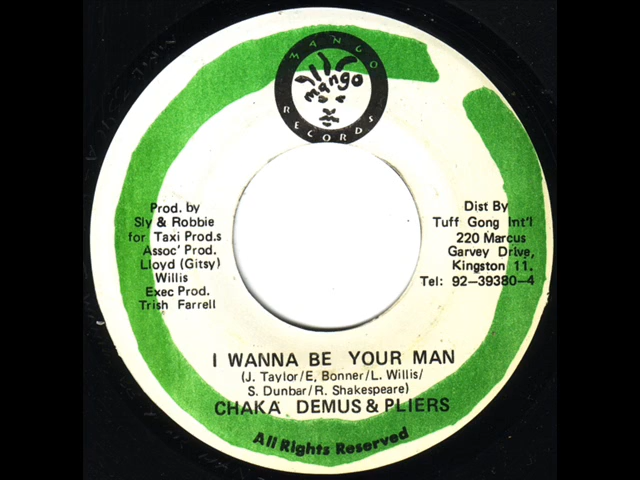 MANGO
mango
RECORDS
Prod. by
Sly & Robbie
for Taxi Prod.s
Assoc' Prod.
Lloyd (Gitsy)
Willis
Exec Prod.
Trish Farrell
Dist By
Tuff Gong Int'l
220 Marcus
Garvey Drive,
Kingston 11.
Tel: 92-39380-4
I WANNA BE YOUR MAN
(J. Taylor/E. Bonner/L. Willis/
S. Dunbar/R. Shakespeare)
CHAKA DEMUS & PLIERS
All Rights Reserved